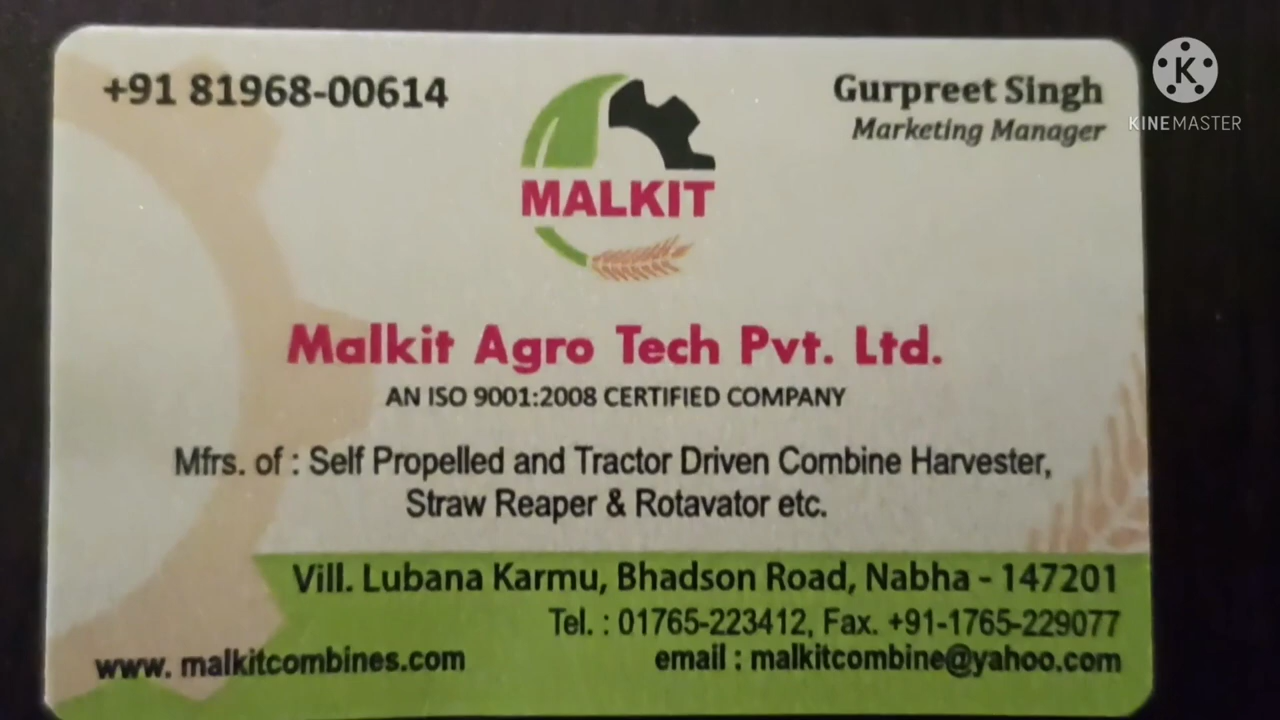 +91 81968-00614
Gurpreet Singh
Marketing Manager
K
KINEMASTER
MALKIT
Malkit Agro Tech Pvt. Ltd.
AN ISO 9001:2008 CERTIFIED COMPANY
Mfrs. of : Self Propelled and Tractor Driven Combine Harvester,
Straw Reaper & Rotavator etc.
Vill. Lubana Karmu, Bhadson Road, Nabha - 147201
Tel. : 01765-223412, Fax. +91-1765-229077
www. malkitcombines.com
email : malkitcombine@yahoo.com